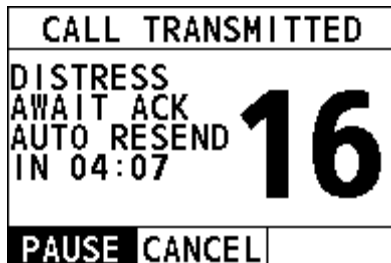 CALL TRANSMITTED
DISTRESS
AWAIT ACK
AUTO RESEND
IN 04:07
16
PAUSE CANCEL